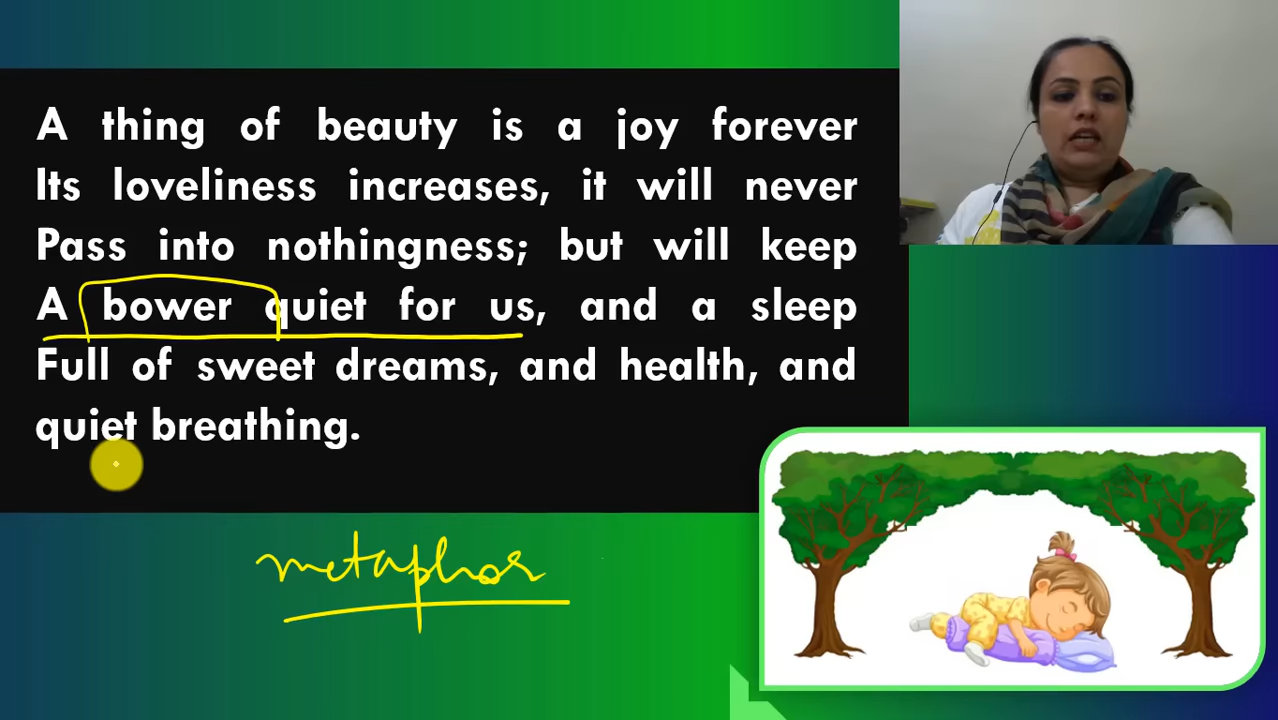 A thing of beauty is a joy forever
Its loveliness increases, it will never
Pass into nothingness; but will keep
A bower quiet for us, and a sleep
Full of sweet dreams, and health, and
quiet breathing.
metaphor